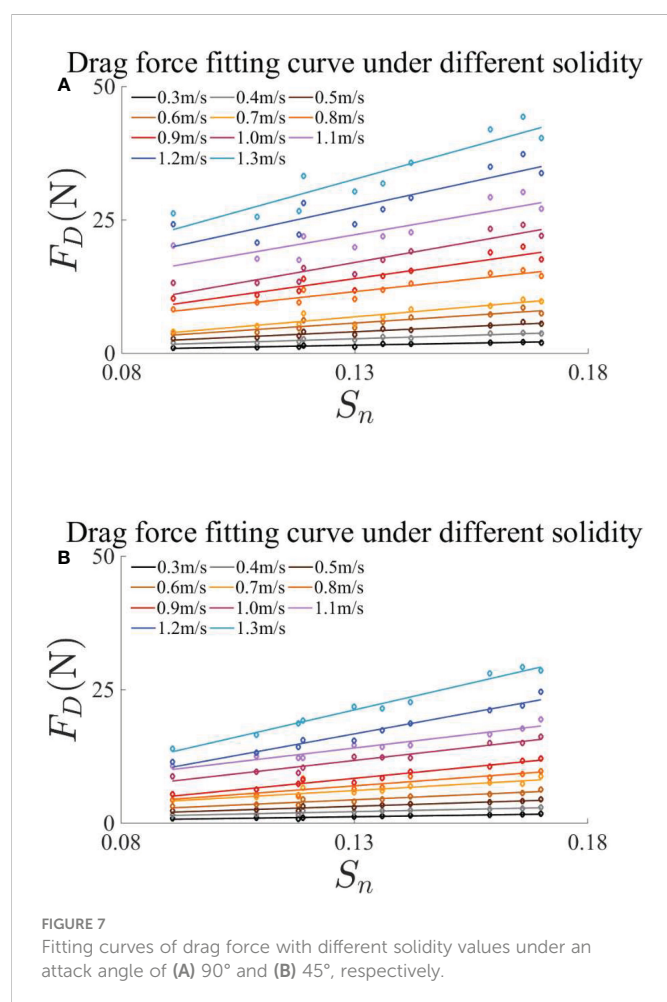 Drag force fitting curve under different solidity
A
50
0.3m/s 0.4m/s 0.5m/s
0.6m/s 0.7m/s 0.8m/s
0.9m/s 1.0m/s 1.1m/s
1.2m/s 1.3m/s
F_D(N)
25
0
0.08 0.13 0.18
S_n
Drag force fitting curve under different solidity
B
50
0.3m/s 0.4m/s 0.5m/s
0.6m/s 0.7m/s 0.8m/s
0.9m/s 1.0m/s 1.1m/s
1.2m/s 1.3m/s
F_D(N)
25
0
0.08 0.13 0.18
S_n
FIGURE 7
Fitting curves of drag force with different solidity values under an
attack angle of (A) 90° and (B) 45°, respectively.